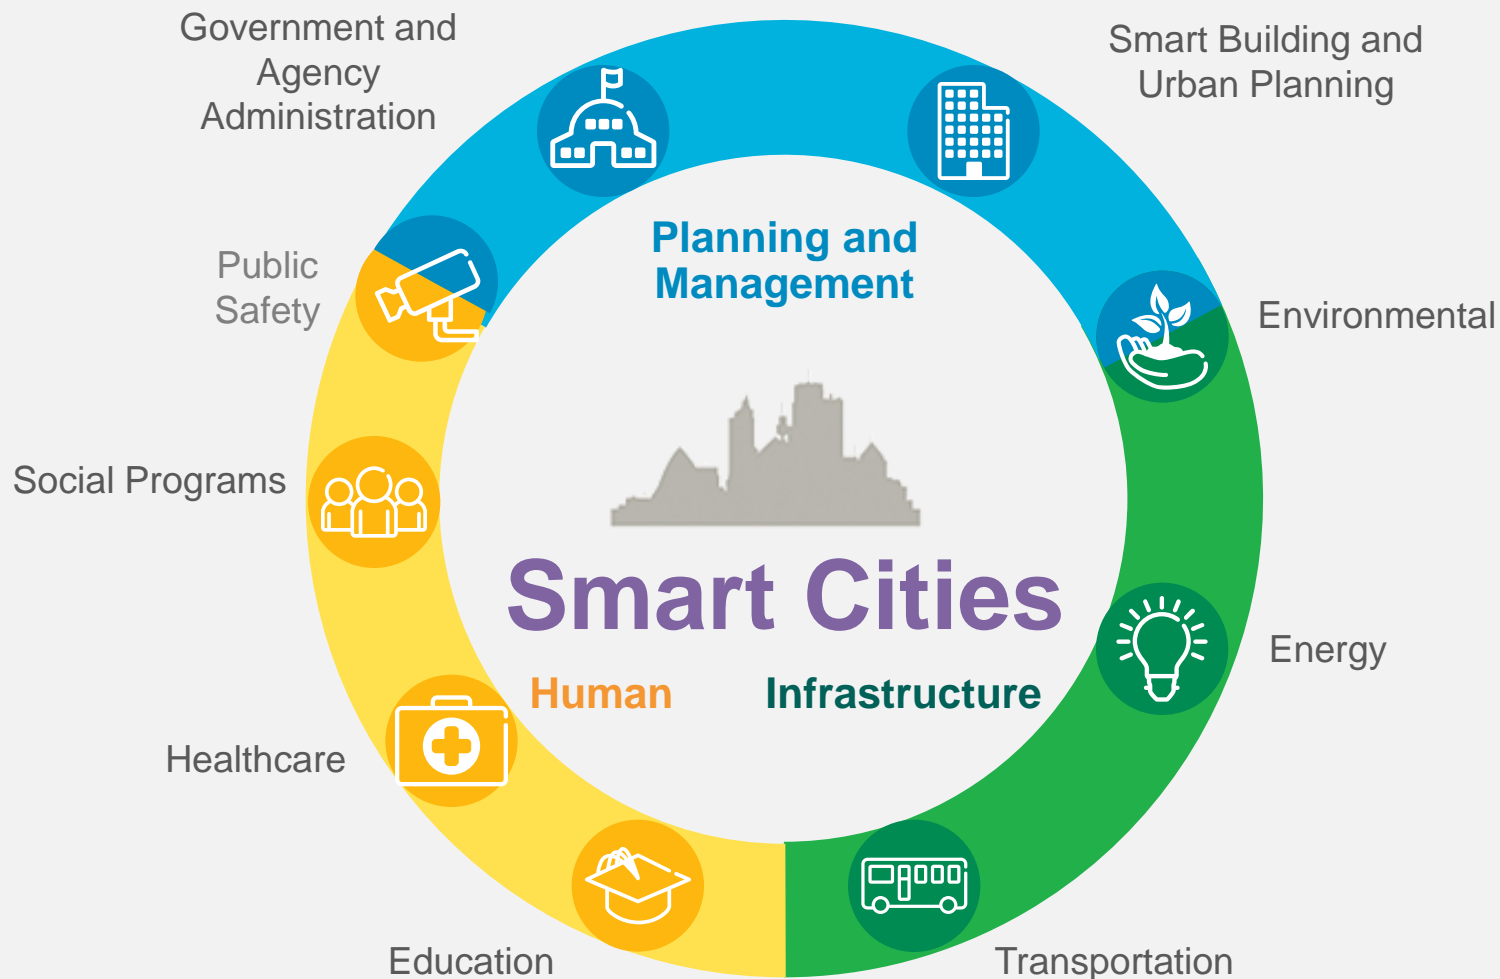 Government and
Agency
Administration
Smart Building and
Urban Planning
Planning and
Management
Public
Safety
Environmental
Social Programs
Smart Cities
Human
Infrastructure
Energy
Healthcare
Education
Transportation